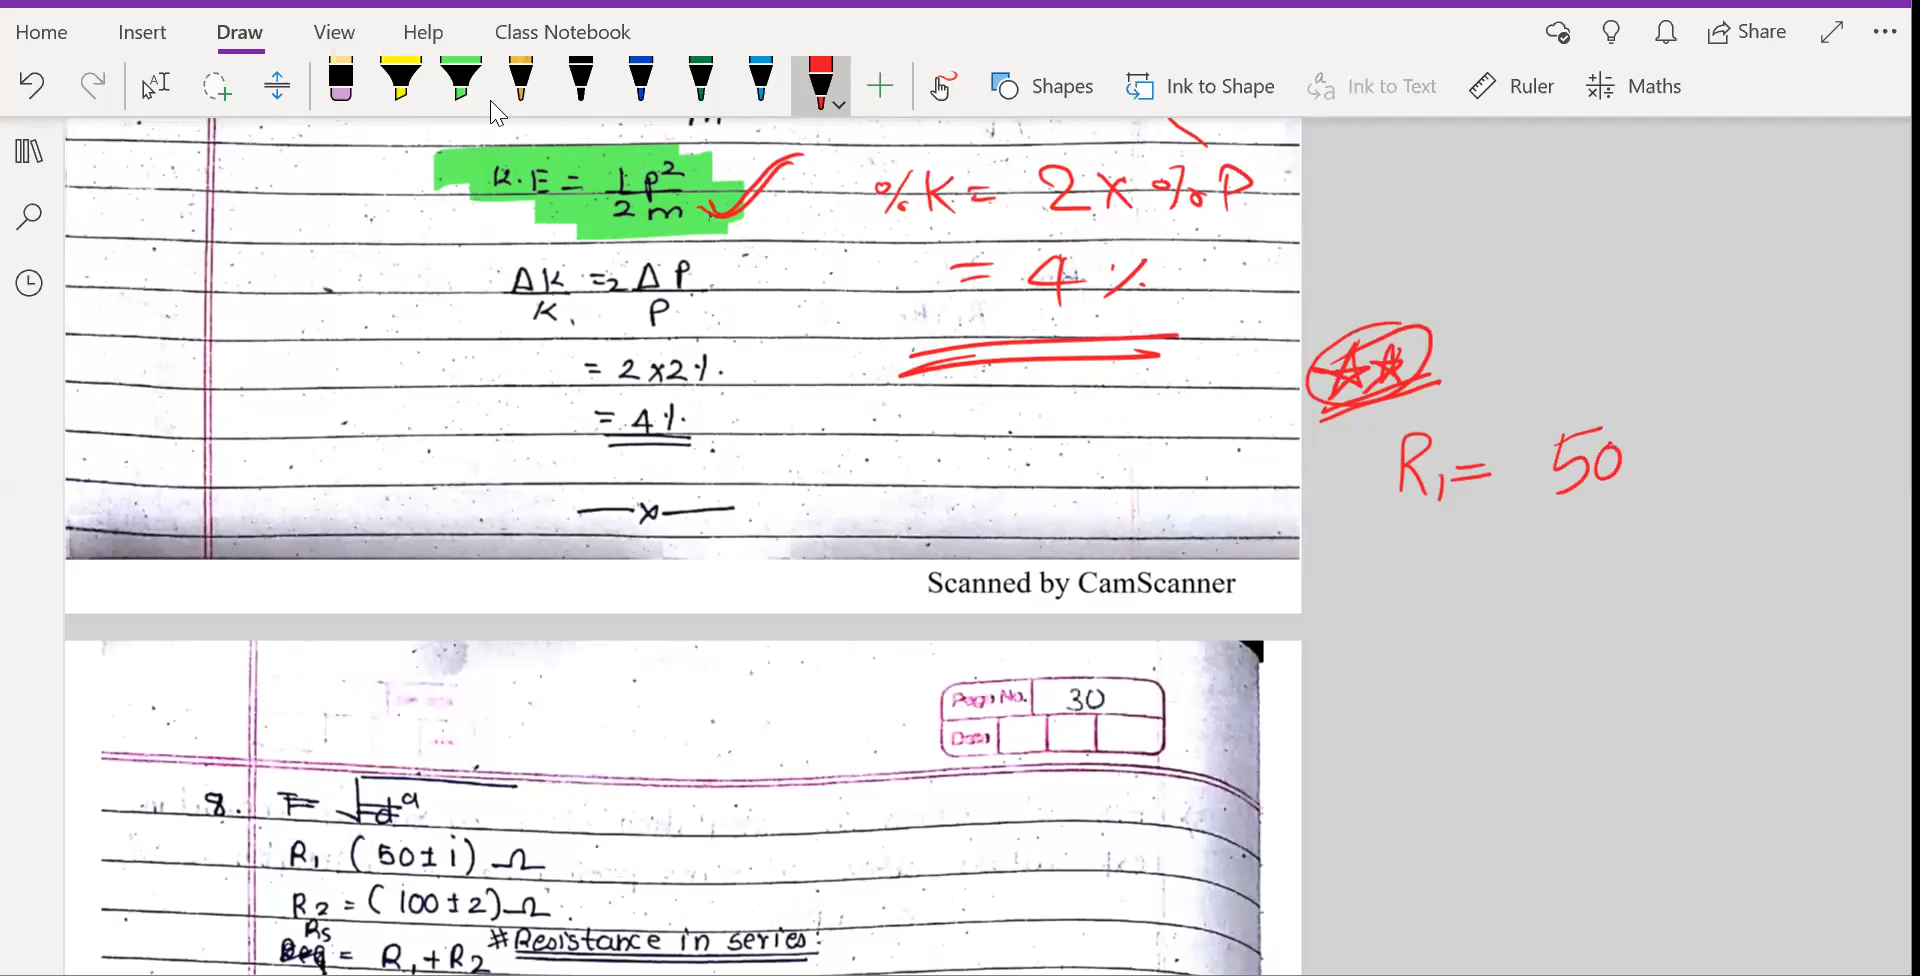 Home Insert Draw View Help Class Notebook Share
Shapes Ink to Shape Ink to Text Ruler Maths
m
K.E = 1 p²
2 m
% K = 2 × % P
ΔK = 2 ΔP
K P
= 4 %
= 2 × 2 %.
= 4 %.
R₁ = 50
x
Scanned by CamScanner
Page No. 30
Date
8.
R₁ (50 ± 1) Ω
R₂ = (100 ± 2) Ω
Rs
= R₁ + R₂ # Resistance in series: